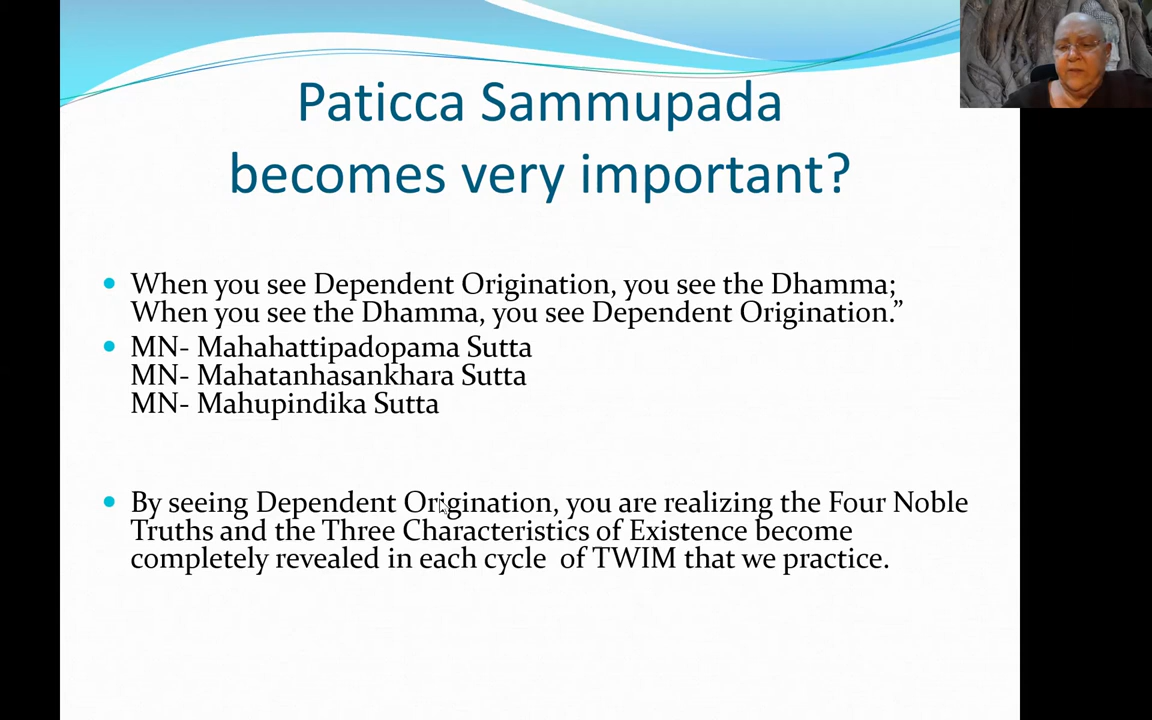 Paticca Sammupada
becomes very important?
When you see Dependent Origination, you see the Dhamma;
When you see the Dhamma, you see Dependent Origination.”
MN- Mahahattipadopama Sutta
MN- Mahatanhasankhara Sutta
MN- Mahupindika Sutta
By seeing Dependent Origination, you are realizing the Four Noble
Truths and the Three Characteristics of Existence become
completely revealed in each cycle  of TWIM that we practice.